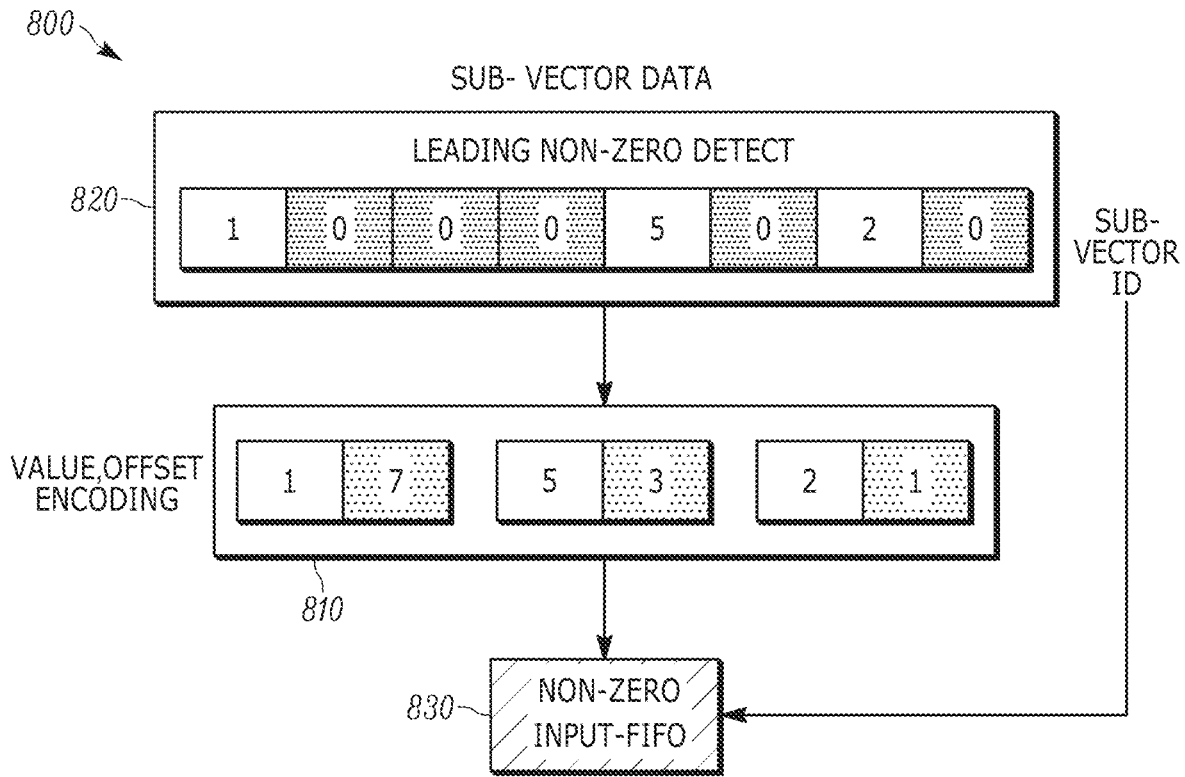 800
SUB- VECTOR DATA
LEADING NON-ZERO DETECT
820
1 0 0 0 5 0 2 0
SUB-
VECTOR
ID
VALUE,OFFSET
ENCODING
1 7 5 3 2 1
810
830
NON-ZERO
INPUT-FIFO